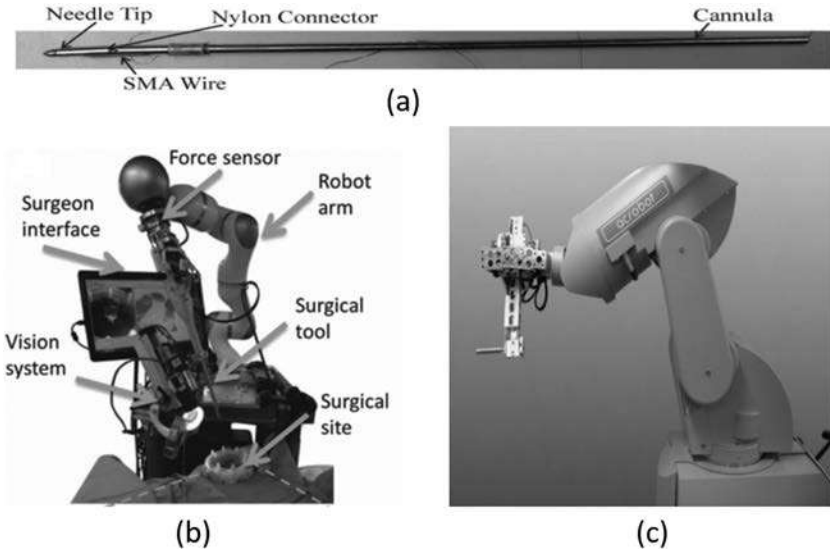 Needle Tip
Nylon Connector
Cannula
SMA Wire
(a)
Force sensor
Surgeon
interface
Robot
arm
Surgical
tool
Vision
system
Surgical
site
(b)
acrobot
(c)